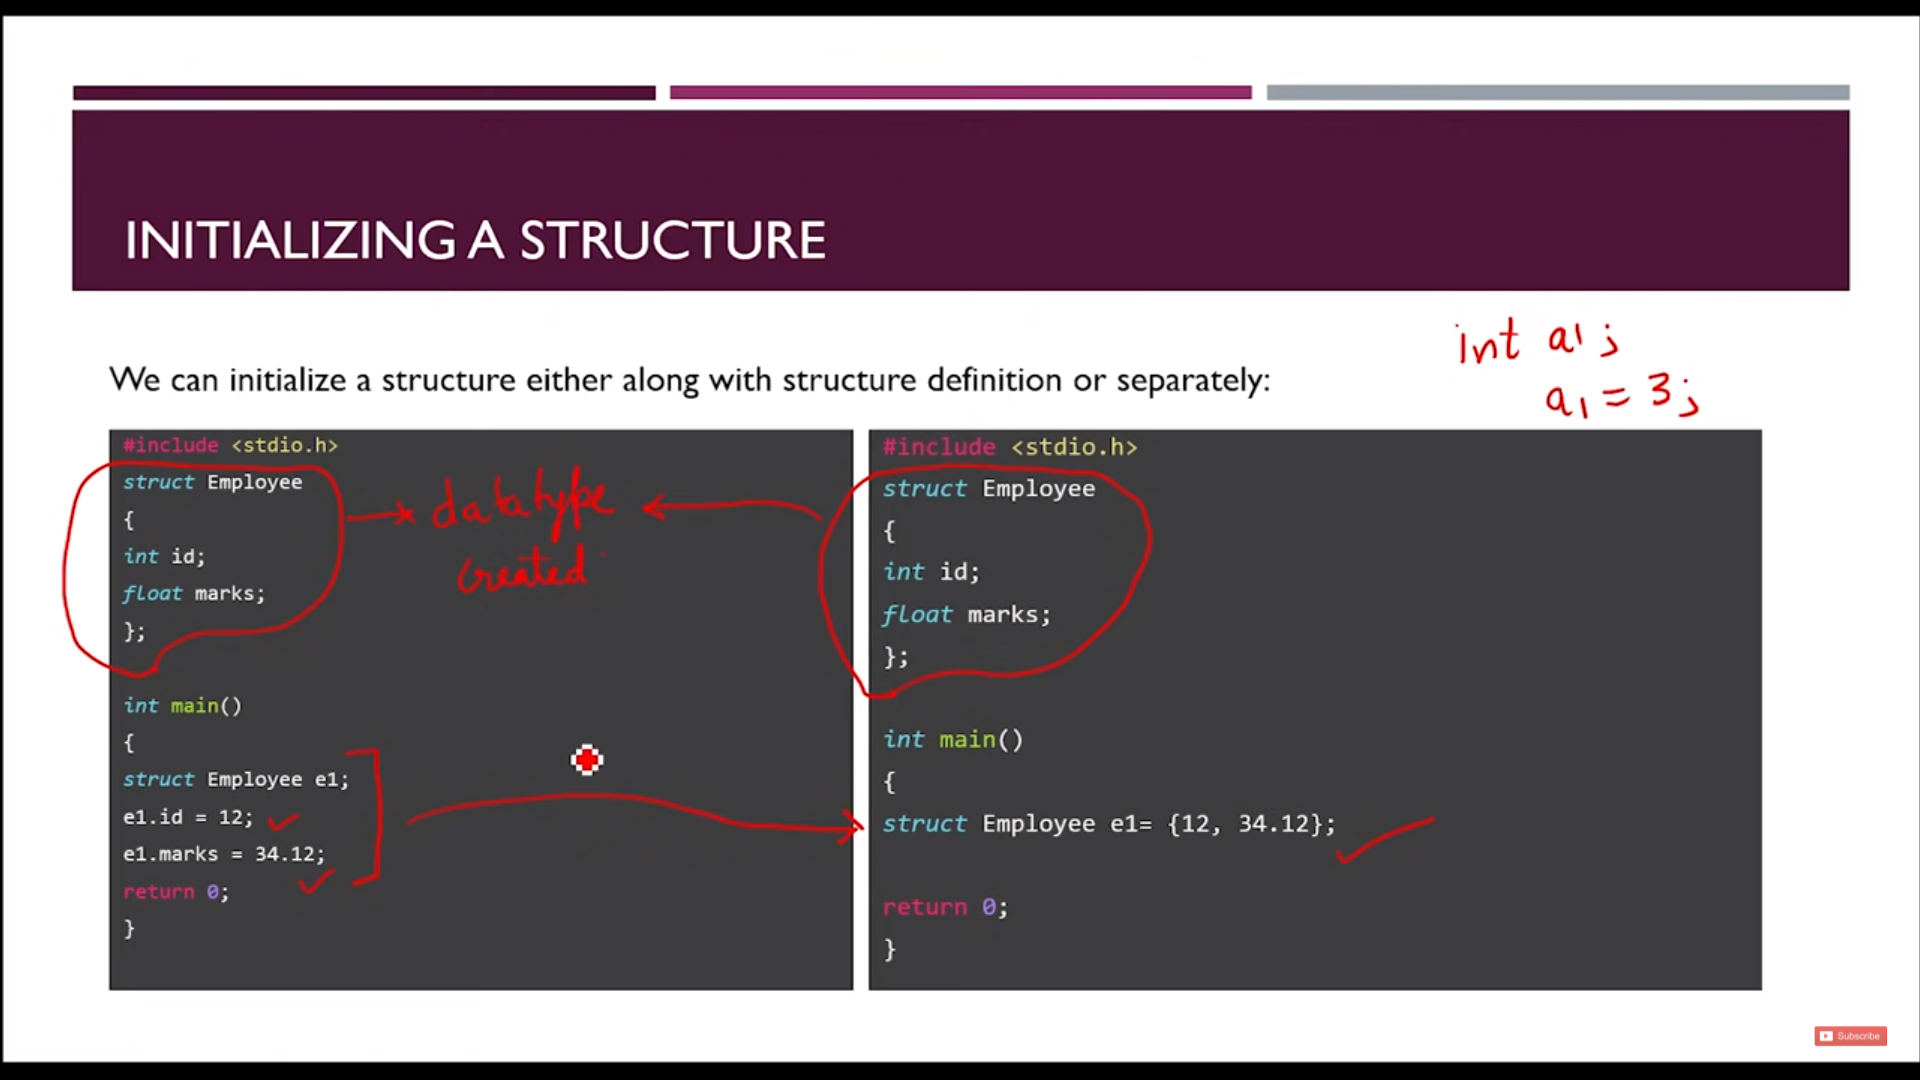 INITIALIZING A STRUCTURE
int a1;
a1 = 3;
We can initialize a structure either along with structure definition or separately:
#include <stdio.h>
struct Employee
{
int id;
float marks;
};
int main()
{
struct Employee e1;
e1.id = 12;
e1.marks = 34.12;
return 0;
}
datatype
created
#include <stdio.h>
struct Employee
{
int id;
float marks;
};
int main()
{
struct Employee e1= {12, 34.12};
return 0;
}
Subscribe